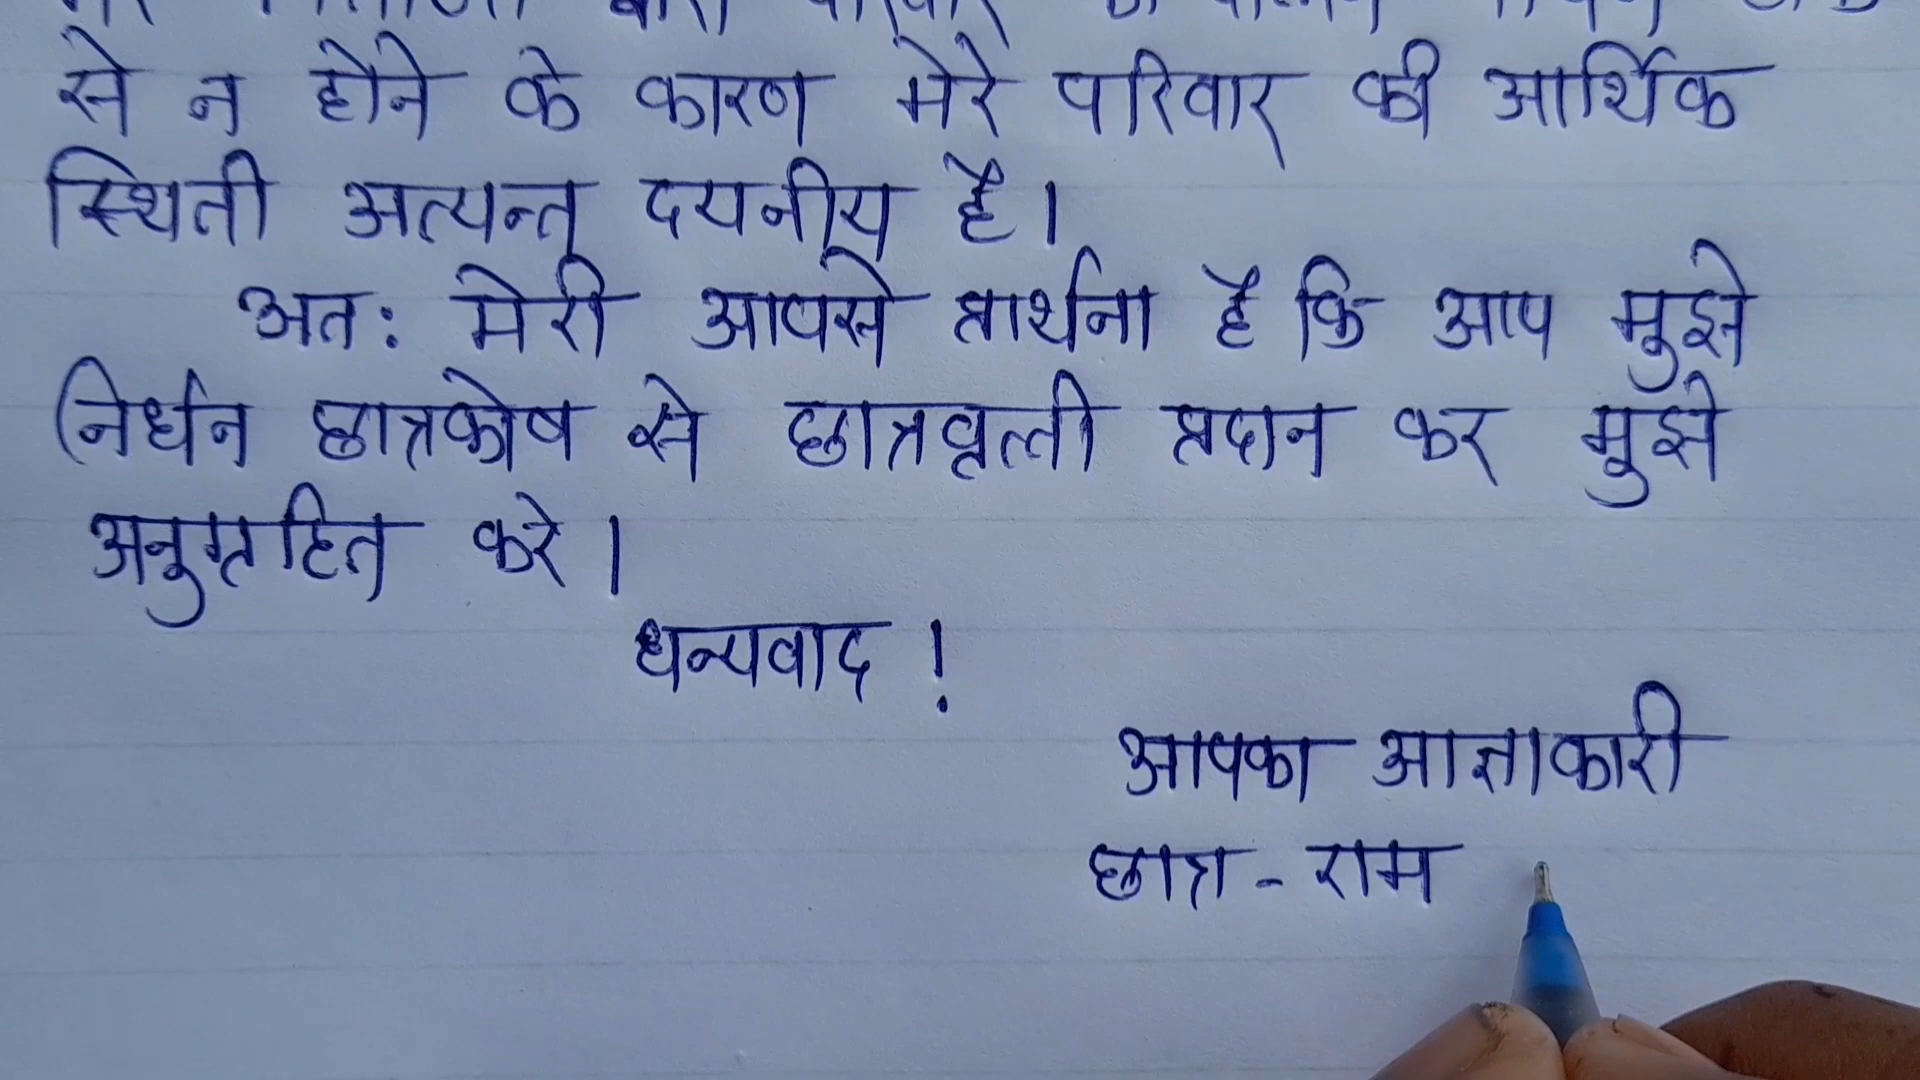 से न होने के कारण मेरे परिवार की आर्थिक
स्थिती अत्यन्त दयनीय है।
अतः मेरी आपसे प्रार्थना है कि आप मुझे
निर्धन छात्रकोष से छात्रवृत्ती प्रदान कर मुझे
अनुग्रहित करे।
धन्यवाद !
आपका आज्ञाकारी
छात्र - राम